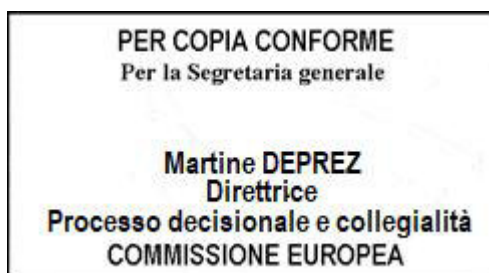 PER COPIA CONFORME
Per la Segretaria generale
Martine DEPREZ
Direttrice
Processo decisionale e collegialità
COMMISSIONE EUROPEA